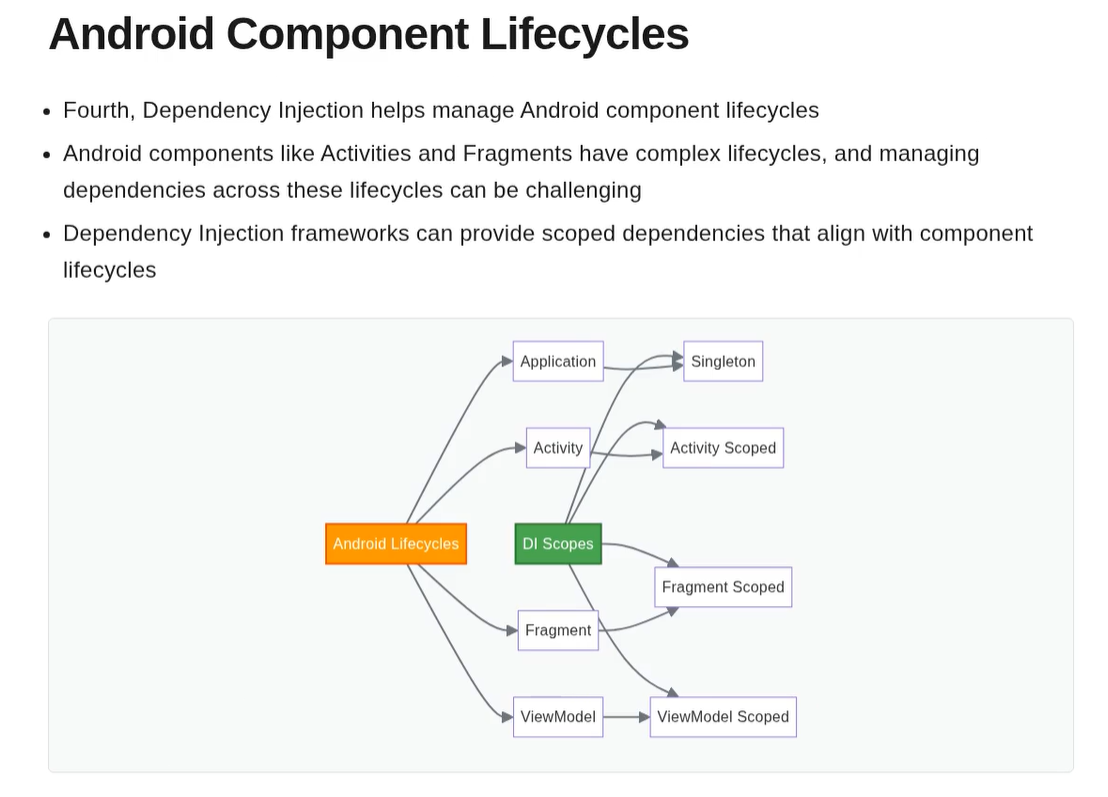 Android Component Lifecycles
• Fourth, Dependency Injection helps manage Android component lifecycles
• Android components like Activities and Fragments have complex lifecycles, and managing
dependencies across these lifecycles can be challenging
• Dependency Injection frameworks can provide scoped dependencies that align with component
lifecycles
Application
Singleton
Activity
Activity Scoped
Android Lifecycles
DI Scopes
Fragment Scoped
Fragment
ViewModel
ViewModel Scoped